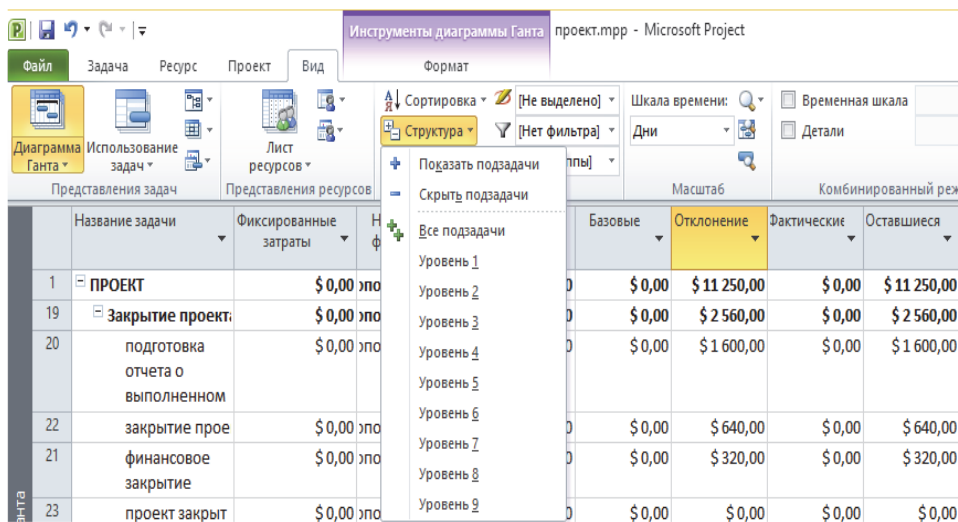 Инструменты диаграммы Ганта проект.mpp - Microsoft Project
Файл Задача Ресурс Проект Вид Формат
Диаграмма Ганта
Использование задач
Представления задач
Лист ресурсов
Представления ресурсов
Сортировка [Не выделено]
Структура [Нет фильтра]
ппы]
Шкала времени:
Дни
Масштаб
Временная шкала
Детали
Комбинированный реж
Показать подзадачи
Скрыть подзадачи
Все подзадачи
Уровень 1
Уровень 2
Уровень 3
Уровень 4
Уровень 5
Уровень 6
Уровень 7
Уровень 8
Уровень 9
Название задачи Фиксированные затраты Базовые Отклонение Фактические Оставшиеся
1 ПРОЕКТ $ 0,00 $ 0,00 $ 11 250,00 $ 0,00 $ 11 250,00
19 Закрытие проекта $ 0,00 $ 0,00 $ 2 560,00 $ 0,00 $ 2 560,00
20 подготовка $ 0,00 $ 0,00 $ 1 600,00 $ 0,00 $ 1 600,00
отчета о
выполненном
22 закрытие прое $ 0,00 $ 0,00 $ 640,00 $ 0,00 $ 640,00
21 финансовое $ 0,00 $ 0,00 $ 320,00 $ 0,00 $ 320,00
закрытие
23 проект закрыт $ 0,00 $ 0,00 $ 0,00 $ 0,00 $ 0,00